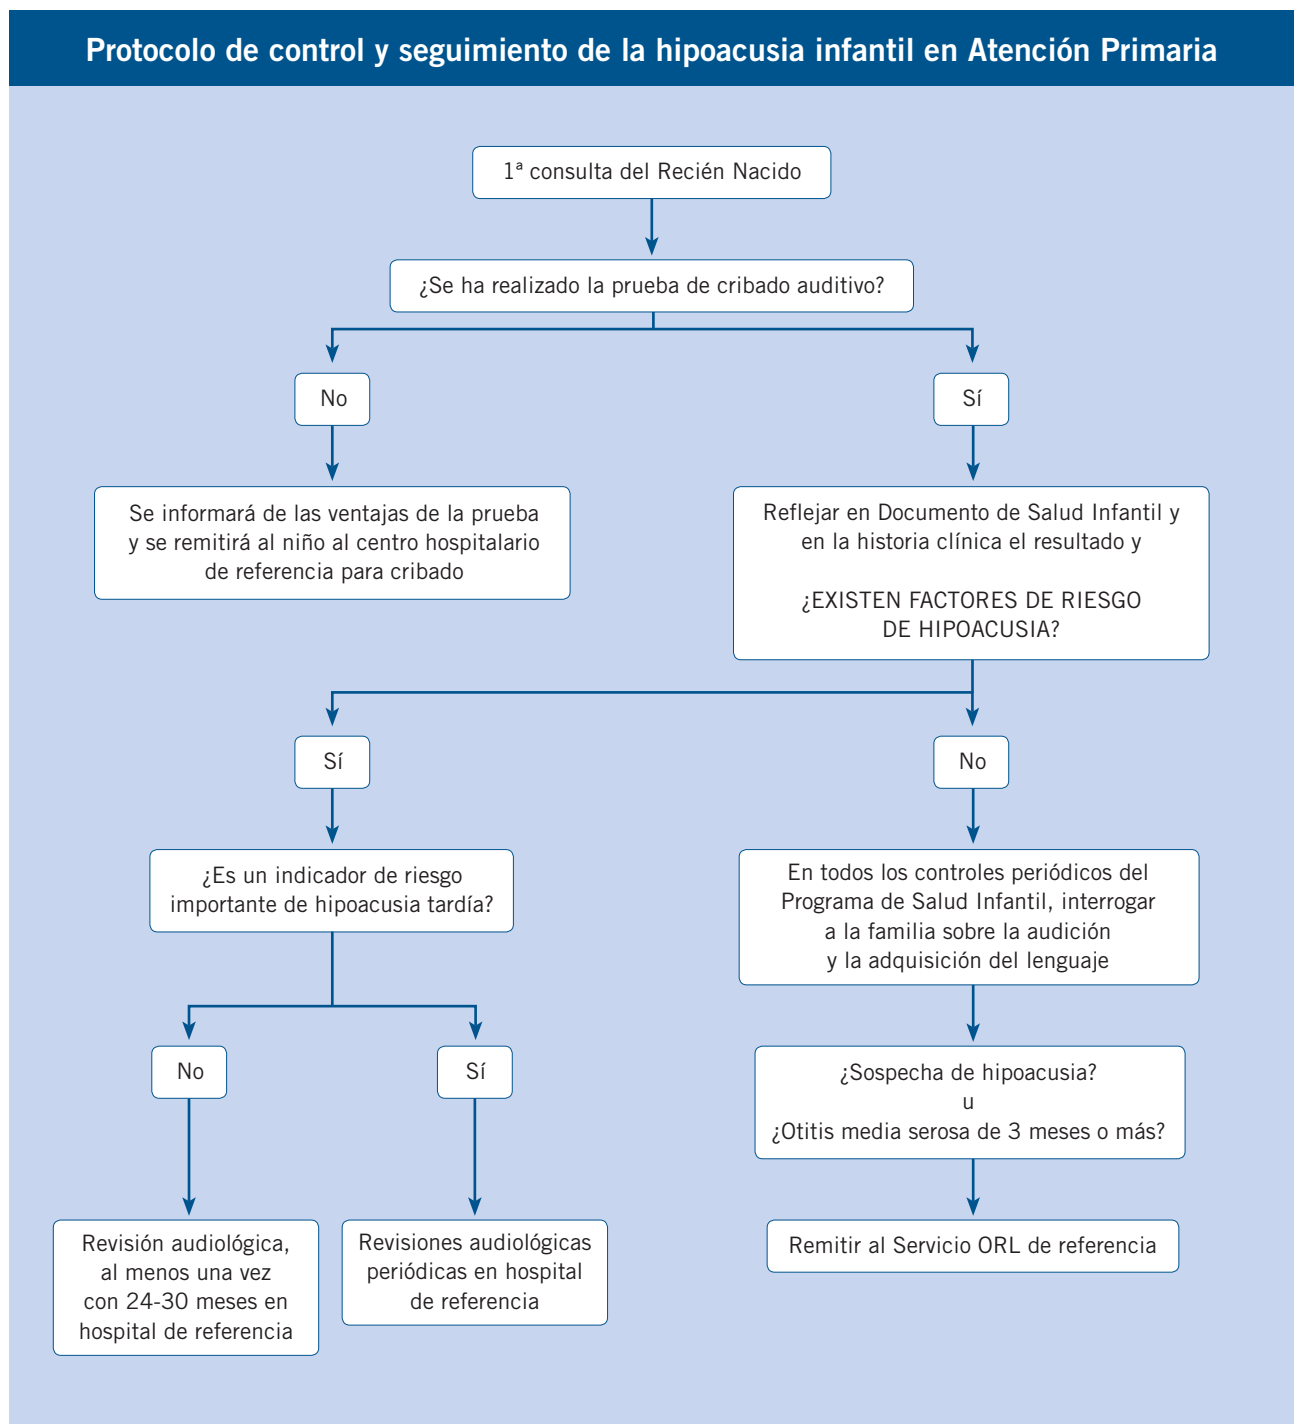 Protocolo de control y seguimiento de la hipoacusia infantil en Atención Primaria
1ª consulta del Recién Nacido
¿Se ha realizado la prueba de cribado auditivo?
No
Sí
Se informará de las ventajas de la prueba
y se remitirá al niño al centro hospitalario
de referencia para cribado
Reflejar en Documento de Salud Infantil y
en la historia clínica el resultado y
¿EXISTEN FACTORES DE RIESGO
DE HIPOACUSIA?
Sí
No
¿Es un indicador de riesgo
importante de hipoacusia tardía?
En todos los controles periódicos del
Programa de Salud Infantil, interrogar
a la familia sobre la audición
y la adquisición del lenguaje
No
Sí
¿Sospecha de hipoacusia?
u
¿Otitis media serosa de 3 meses o más?
Revisión audiológica,
al menos una vez
con 24-30 meses en
hospital de referencia
Revisiones audiológicas
periódicas en hospital
de referencia
Remitir al Servicio ORL de referencia